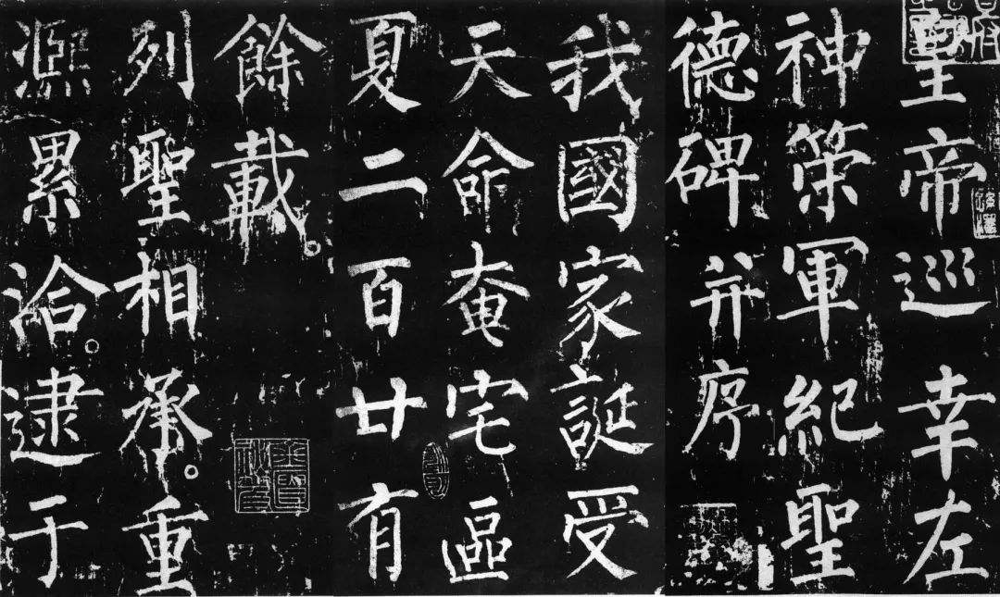 皇帝巡幸左
神策軍紀聖
德碑并序
我國家誕受
天命奄宅區
夏二百廿有
餘載。
列聖相承。重
熙累洽。逮于